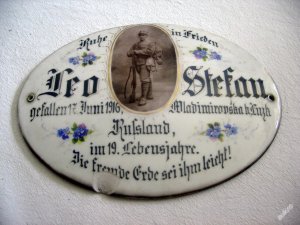 Ruhe in Frieden
Leo Stefan.
gefallen 17. Juni 1916, Wladimirovska b. Luzk
Russland,
im 19. Lebensjahre.
Die fremde Erde sei ihm leicht!